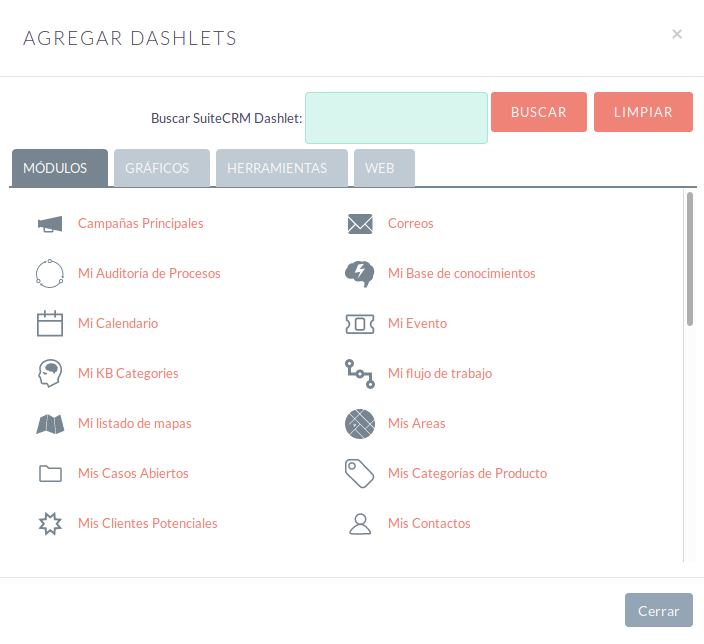 AGREGAR DASHLETS
×
Buscar SuiteCRM Dashlet:
BUSCAR
LIMPIAR
MÓDULOS
GRÁFICOS
HERRAMIENTAS
WEB
Campañas Principales
Correos
Mi Auditoría de Procesos
Mi Base de conocimientos
Mi Calendario
Mi Evento
Mi KB Categories
Mi flujo de trabajo
Mi listado de mapas
Mis Areas
Mis Casos Abiertos
Mis Categorías de Producto
Mis Clientes Potenciales
Mis Contactos
Cerrar